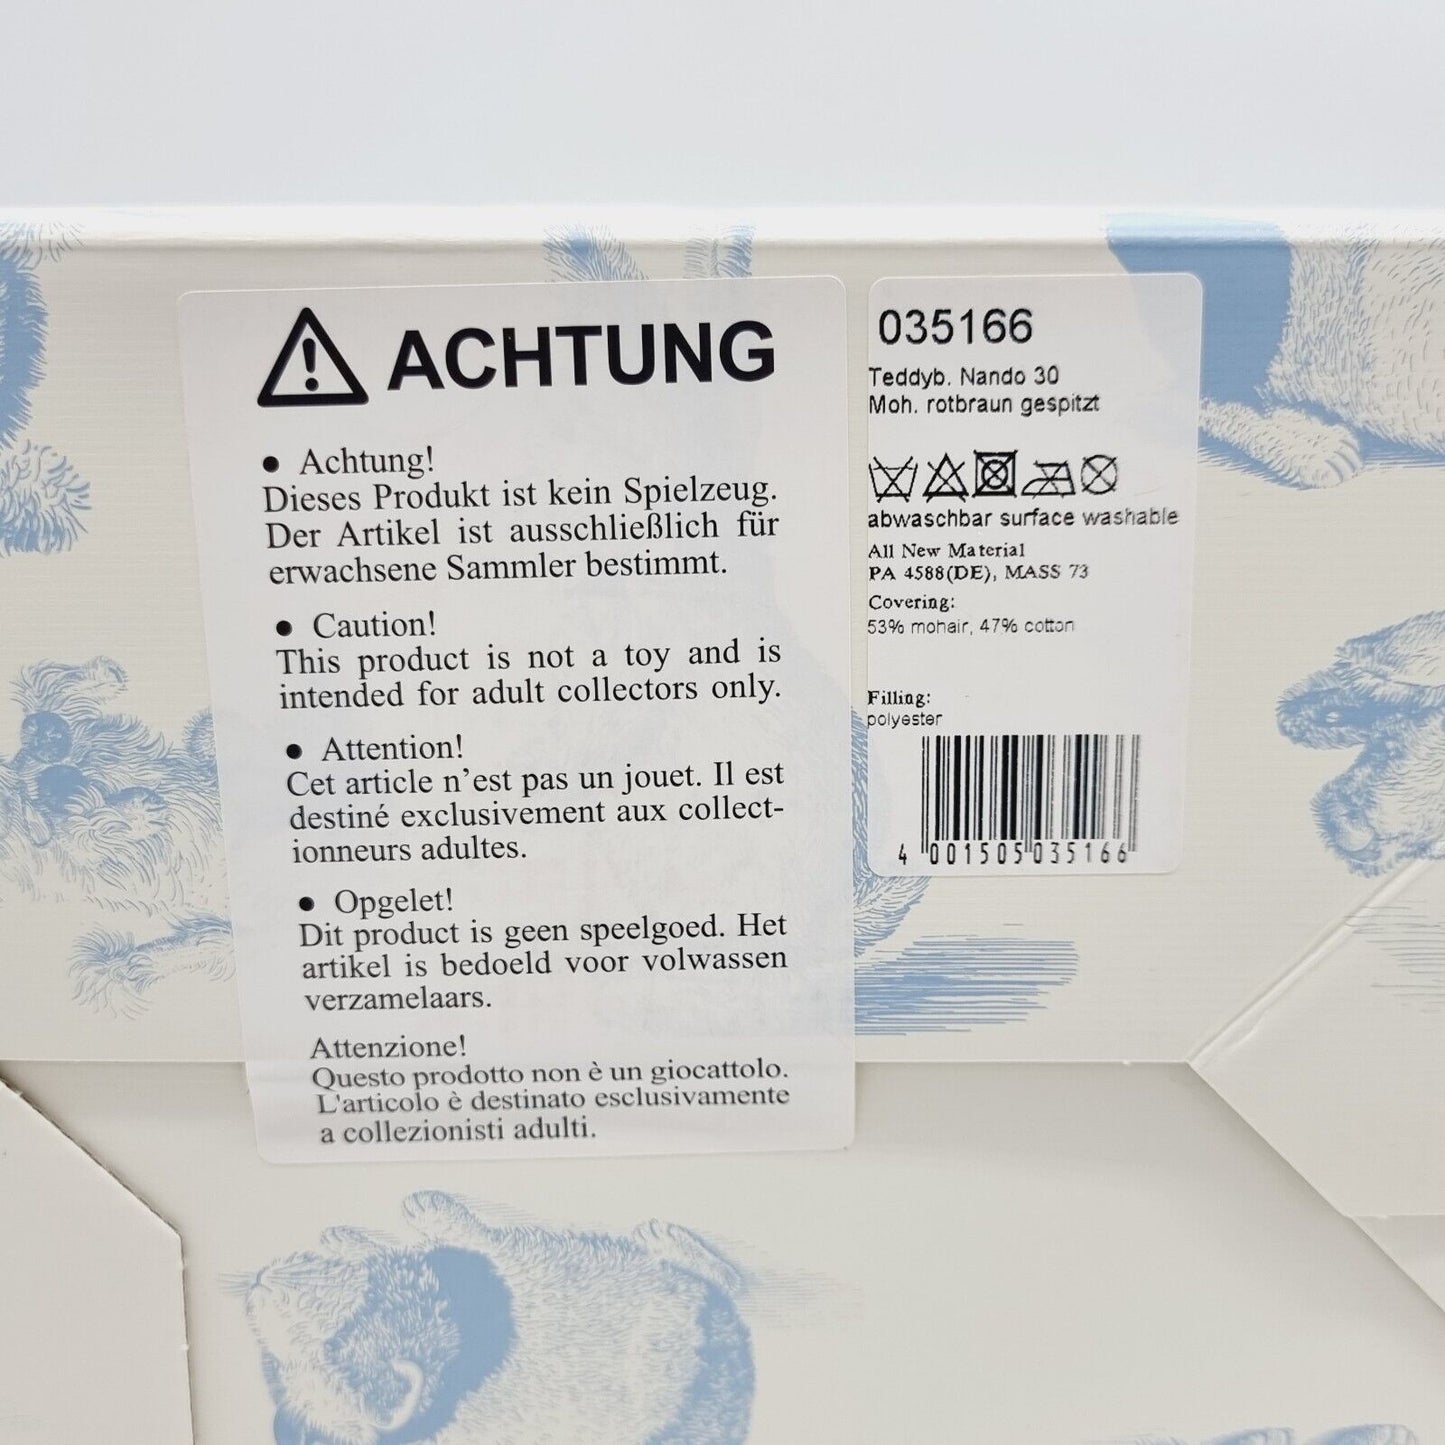 ACHTUNG
• Achtung!
Dieses Produkt ist kein Spielzeug.
Der Artikel ist ausschließlich für
erwachsene Sammler bestimmt.
• Caution!
This product is not a toy and is
intended for adult collectors only.
• Attention!
Cet article n'est pas un jouet. Il est
destiné exclusivement aux collect-
ionneurs adultes.
• Opgelet!
Dit product is geen speelgoed. Het
artikel is bedoeld voor volwassen
verzamelaars.
Attenzione!
Questo prodotto non è un giocattolo.
L'articolo è destinato esclusivamente
a collezionisti adulti.
035166
Teddyb. Nando 30
Moh. rotbraun gespitzt
abwaschbar surface washable
All New Material
PA 4588(DE), MASS 73
Covering:
53% mohair, 47% cotton
Filling:
polyester
4 001505 035166